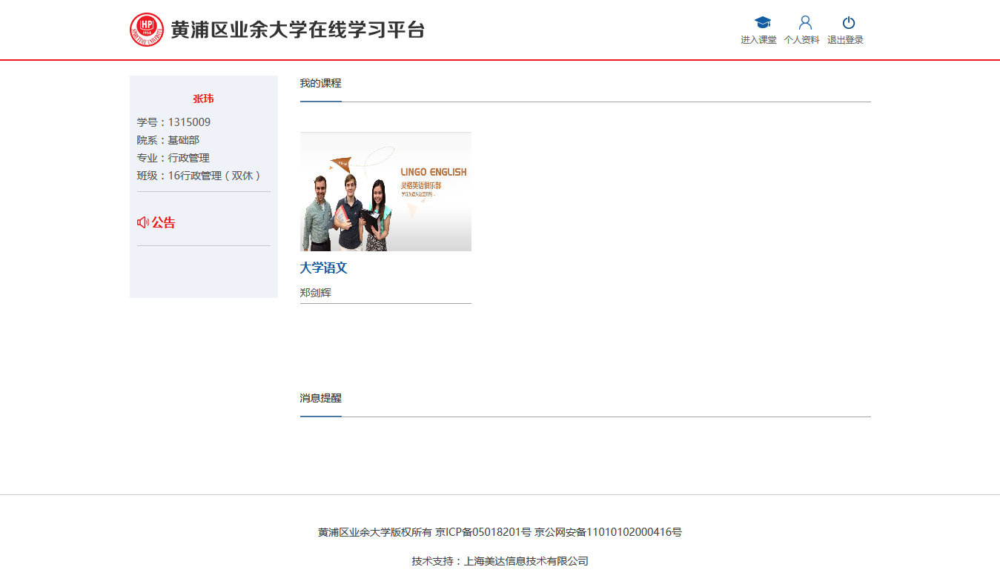 黄浦区业余大学在线学习平台
进入课堂 个人资料 退出登录
张玮
学号：1315009
院系：基础部
专业：行政管理
班级：16行政管理（双休）
公告
我的课程
LINGO ENGLISH
灵格英语俱乐部
大学语文
郑剑辉
消息提醒
黄浦区业余大学版权所有 京ICP备05018201号 京公网安备11010102000416号
技术支持：上海美达信息技术有限公司